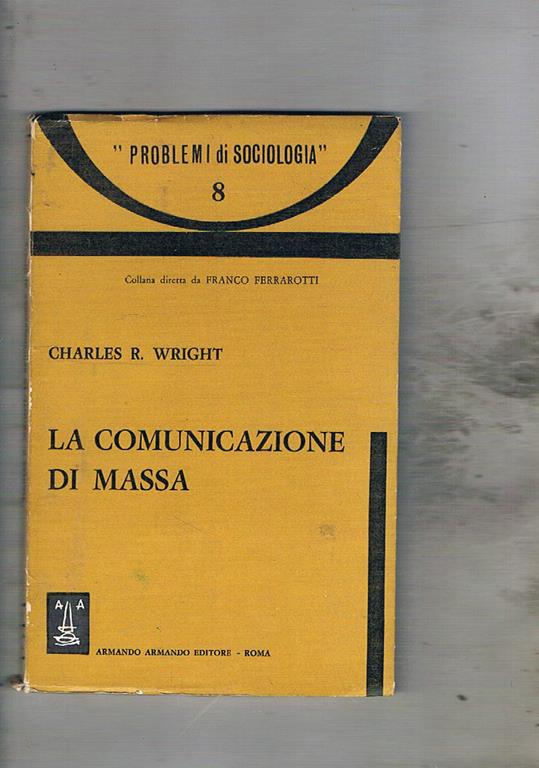 " PROBLEMI di SOCIOLOGIA "
8
Collana diretta da FRANCO FERRAROTTI
CHARLES R. WRIGHT
LA COMUNICAZIONE
DI MASSA
A A
ARMANDO ARMANDO EDITORE - ROMA